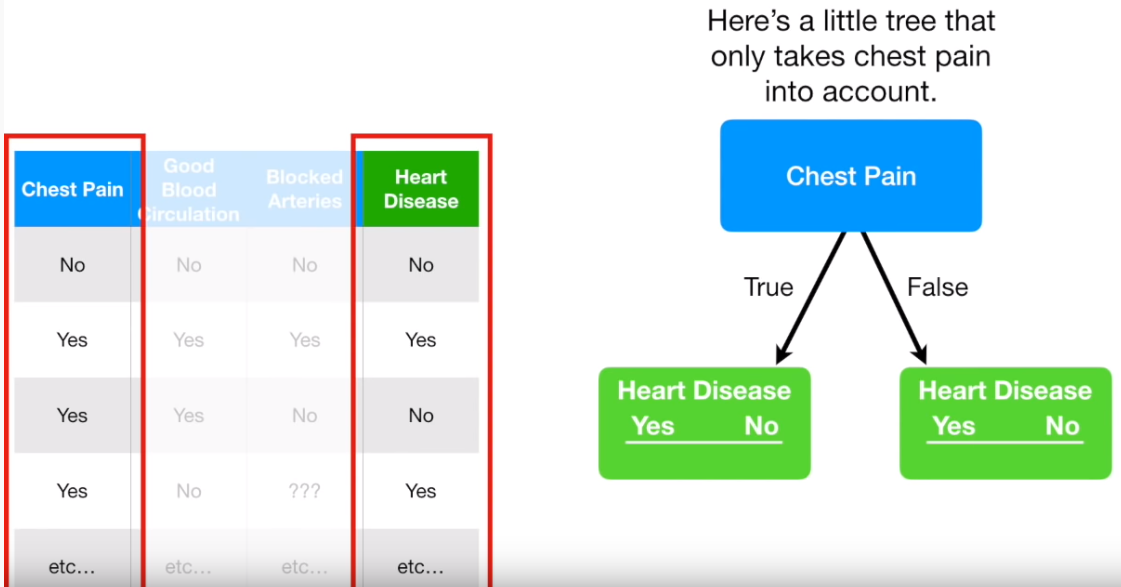 Here's a little tree that
only takes chest pain
into account.
Chest Pain
Good
Blood
Circulation
Blocked
Arteries
Heart
Disease
No No No No
Yes Yes Yes Yes
Yes Yes No No
Yes No ??? Yes
etc... etc... etc... etc...
Chest Pain
True False
Heart Disease
Yes No
Heart Disease
Yes No